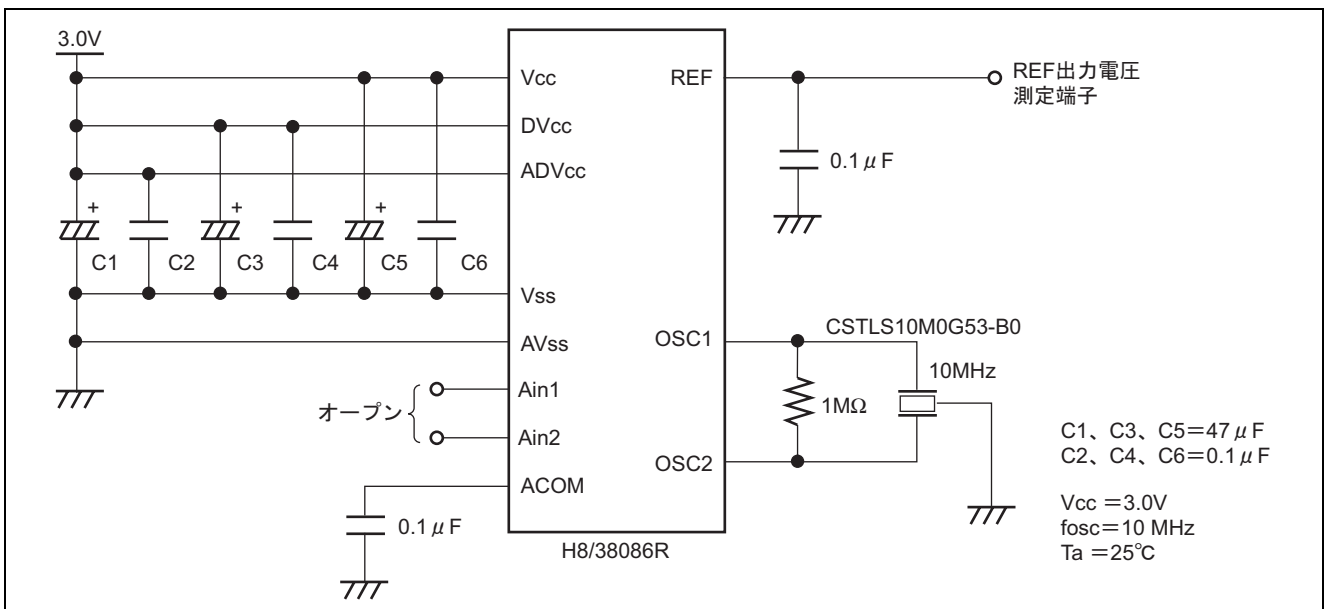 3.0V
Vcc
DVcc
ADVcc
+
+
+
C1
C2
C3
C4
C5
C6
Vss
AVss
オープン
Ain1
Ain2
ACOM
0.1μF
H8/38086R
REF
REF出力電圧
測定端子
0.1μF
OSC1
OSC2
CSTLS10M0G53-B0
10MHz
1MΩ
C1、C3、C5＝47μF
C2、C4、C6＝0.1μF
Vcc＝3.0V
fosc＝10 MHz
Ta＝25℃